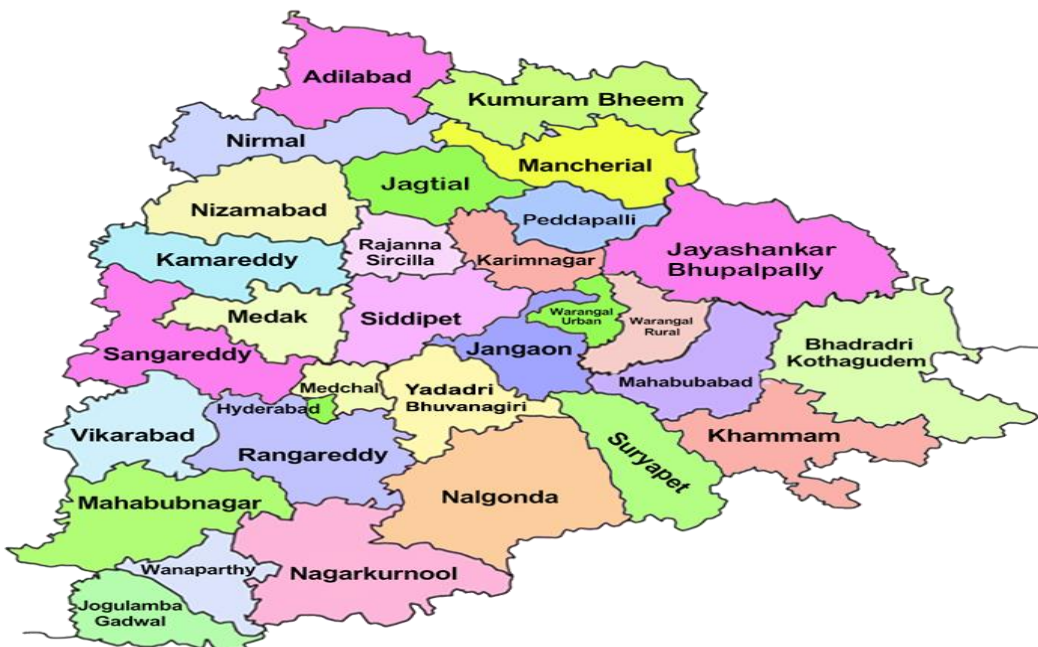 Adilabad
Kumuram Bheem
Nirmal
Mancherial
Jagtial
Nizamabad
Peddapalli
Rajanna
Sircilla
Karimnagar
Kamareddy
Jayashankar
Bhupalpally
Medak
Siddipet
Warangal
Urban
Warangal
Rural
Sangareddy
Jangaon
Bhadradri
Kothagudem
Medchal
Yadadri
Bhuvanagiri
Mahabubabad
Hyderabad
Vikarabad
Rangareddy
Suryapet
Khammam
Mahabubnagar
Nalgonda
Wanaparthy
Nagarkurnool
Jogulamba
Gadwal